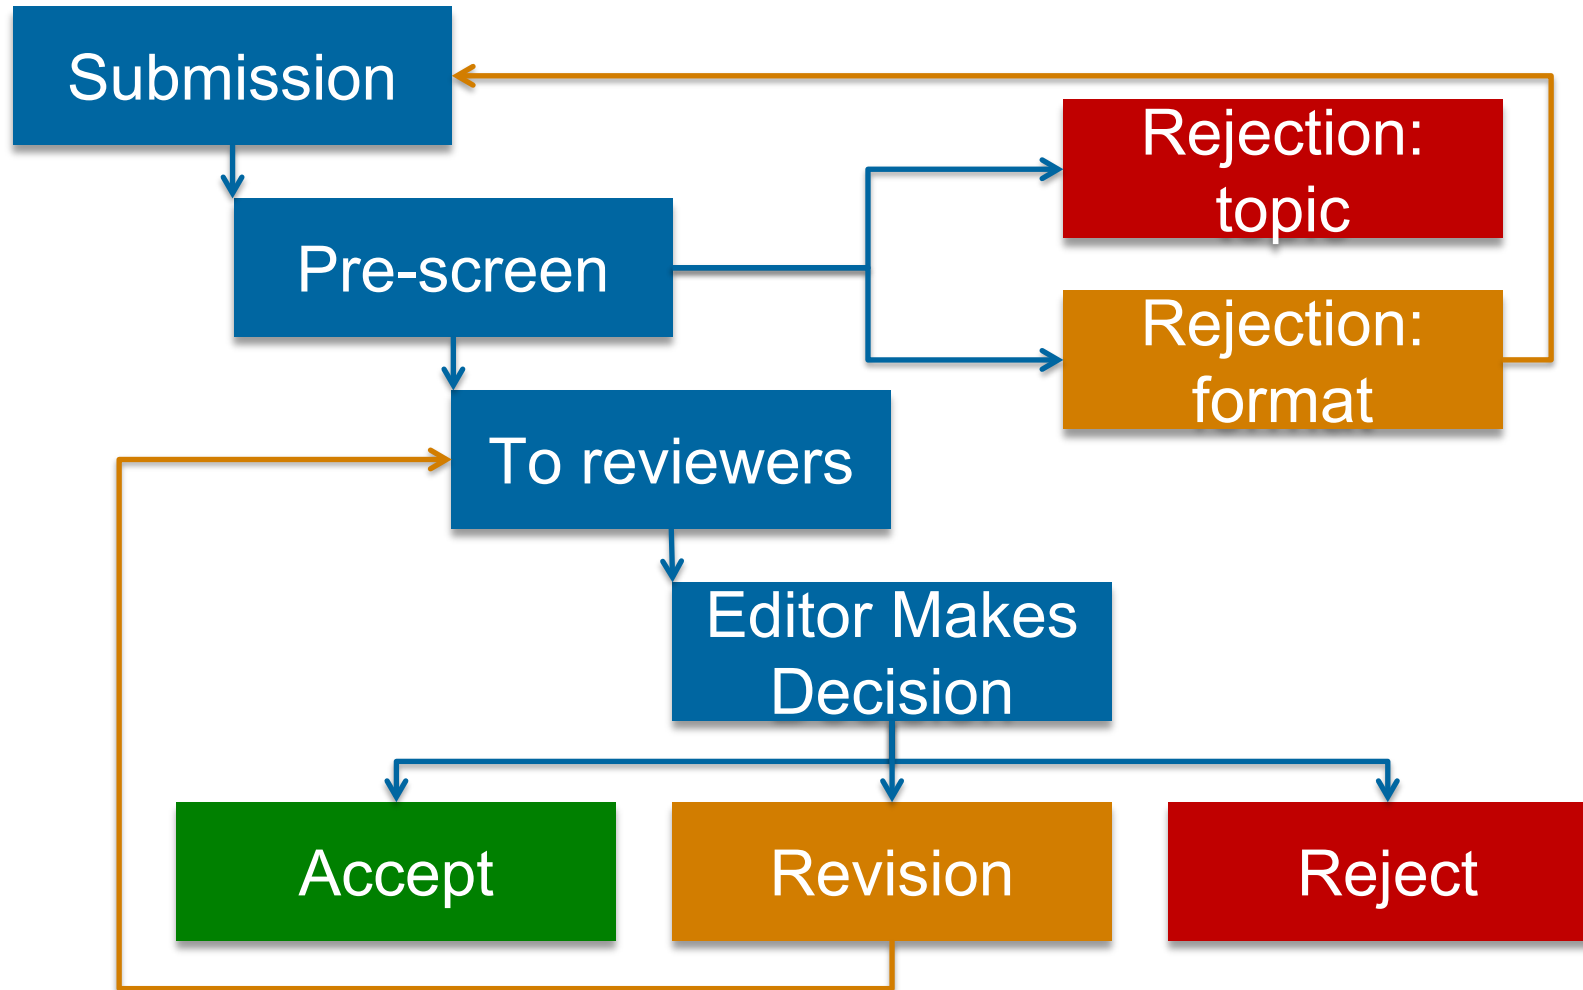 Submission
Rejection:
topic
Pre-screen
Rejection:
format
To reviewers
Editor Makes
Decision
Accept
Revision
Reject